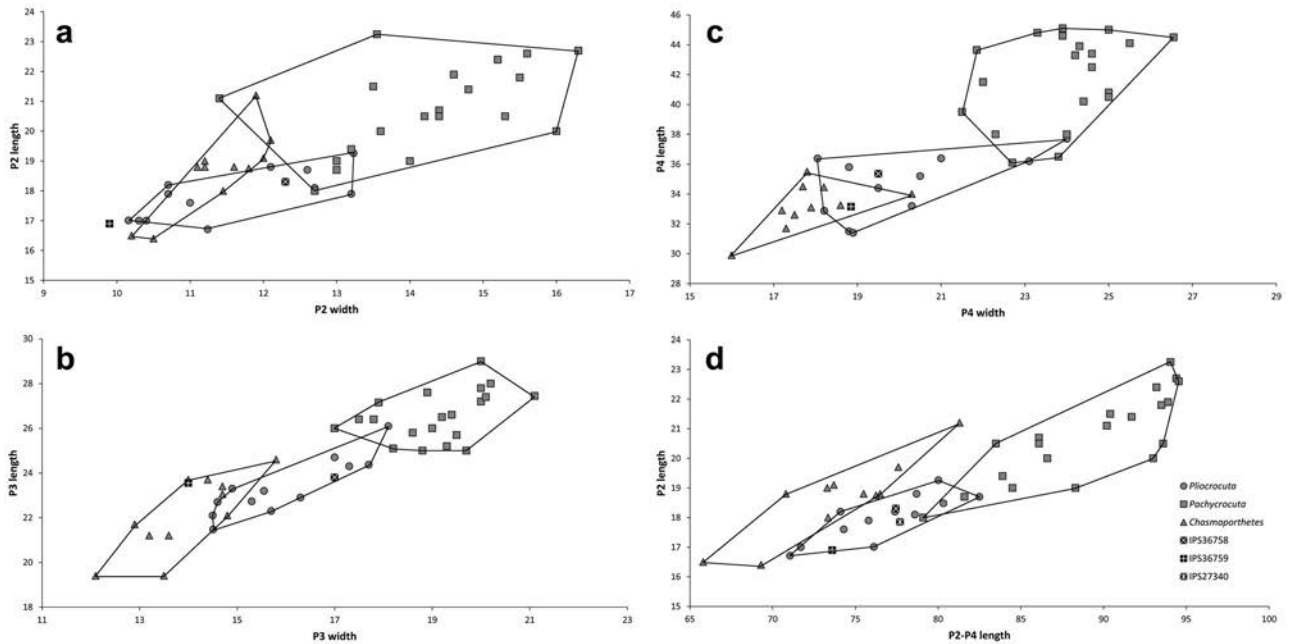 a
24
23
22
21
20
19
18
17
16
15
P2 length
9 10 11 12 13 14 15 16 17
P2 width
c
46
44
42
40
38
36
34
32
30
28
P4 length
15 17 19 21 23 25 27 29
P4 width
b
30
28
26
24
22
20
18
P3 length
11 13 15 17 19 21 23
P3 width
d
24
23
22
21
20
19
18
17
16
15
P2 length
65 70 75 80 85 90 95 100
P2-P4 length
Pliocrocuta
Pachycrocuta
Chasmaporthetes
IPS36758
IPS36759
IPS27340